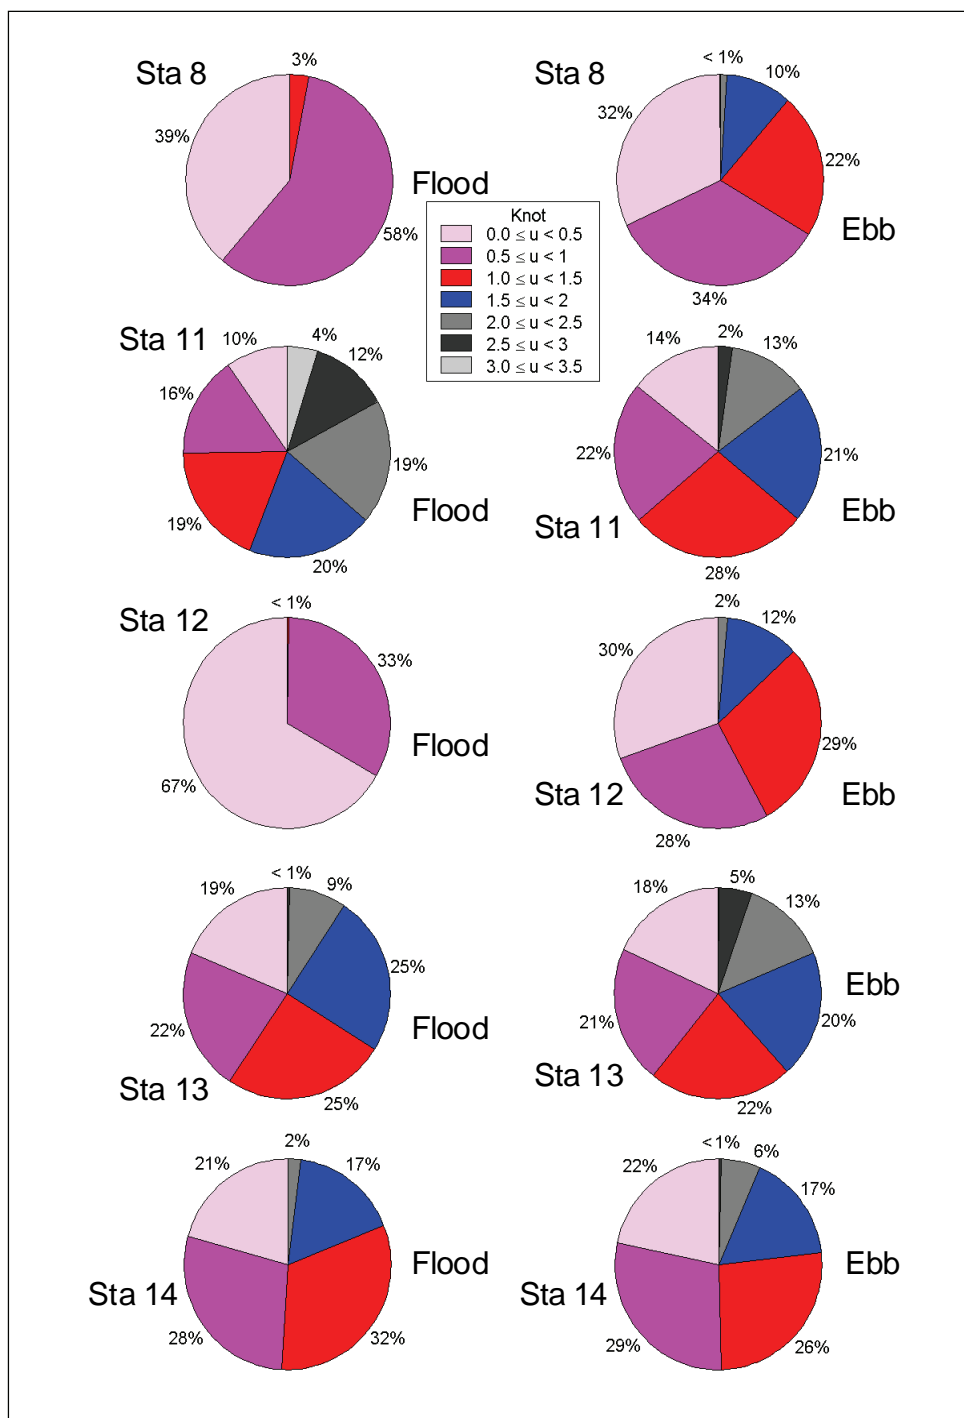 Sta 8
3%
39%
58%
Flood
Sta 8
< 1%
10%
32%
22%
34%
Ebb
Knot
0.0 ≤ u < 0.5
0.5 ≤ u < 1
1.0 ≤ u < 1.5
1.5 ≤ u < 2
2.0 ≤ u < 2.5
2.5 ≤ u < 3
3.0 ≤ u < 3.5
Sta 11
10%
4%
12%
16%
19%
19%
20%
Flood
14%
2%
13%
22%
21%
28%
Sta 11
Ebb
Sta 12
< 1%
33%
67%
Flood
2%
12%
30%
29%
28%
Sta 12
Ebb
19%
< 1%
9%
25%
22%
25%
Sta 13
Flood
18%
5%
13%
21%
20%
22%
Sta 13
Ebb
21%
2%
17%
28%
32%
Sta 14
Flood
22%
<1%
6%
17%
29%
26%
Sta 14
Ebb